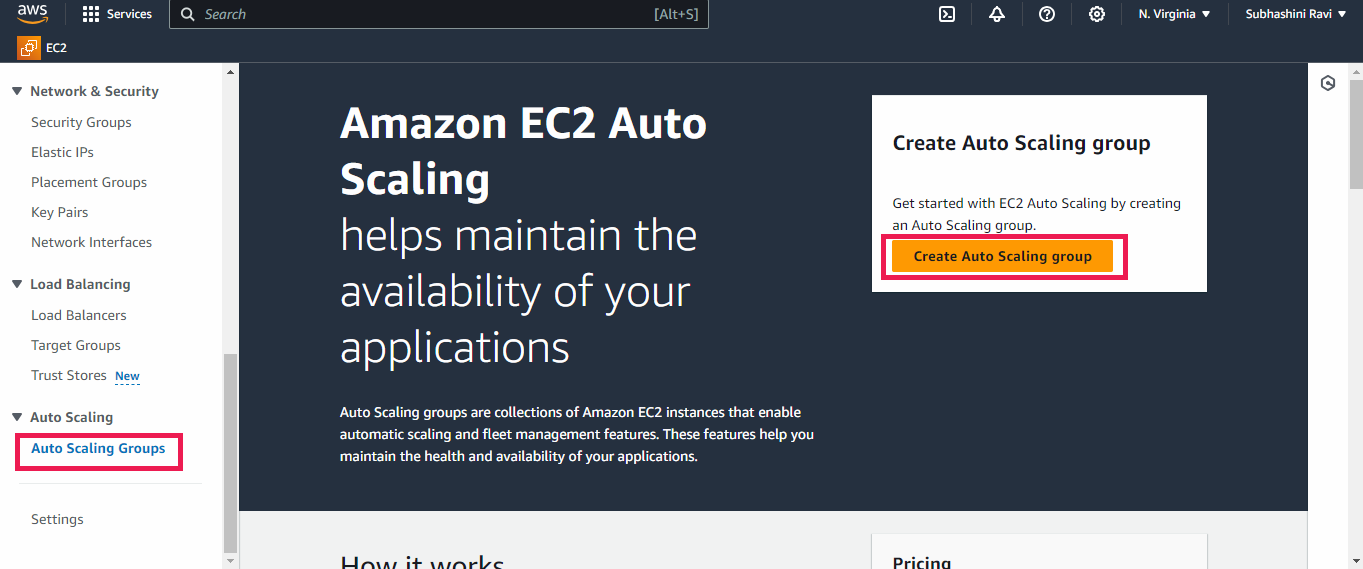 aws
Services
Search
[Alt+S]
N. Virginia
Subhashini Ravi
EC2
Network & Security
Security Groups
Elastic IPs
Placement Groups
Key Pairs
Network Interfaces
Load Balancing
Load Balancers
Target Groups
Trust Stores New
Auto Scaling
Auto Scaling Groups
Settings
Amazon EC2 Auto
Scaling
helps maintain the
availability of your
applications
Auto Scaling groups are collections of Amazon EC2 instances that enable
automatic scaling and fleet management features. These features help you
maintain the health and availability of your applications.
Create Auto Scaling group
Get started with EC2 Auto Scaling by creating
an Auto Scaling group.
Create Auto Scaling group
How it works
Pricing